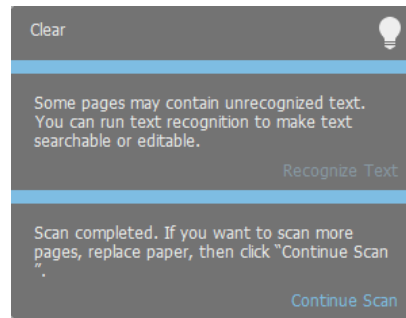 Clear
Some pages may contain unrecognized text.
You can run text recognition to make text
searchable or editable.
Recognize Text
Scan completed. If you want to scan more
pages, replace paper, then click “Continue Scan
”.
Continue Scan